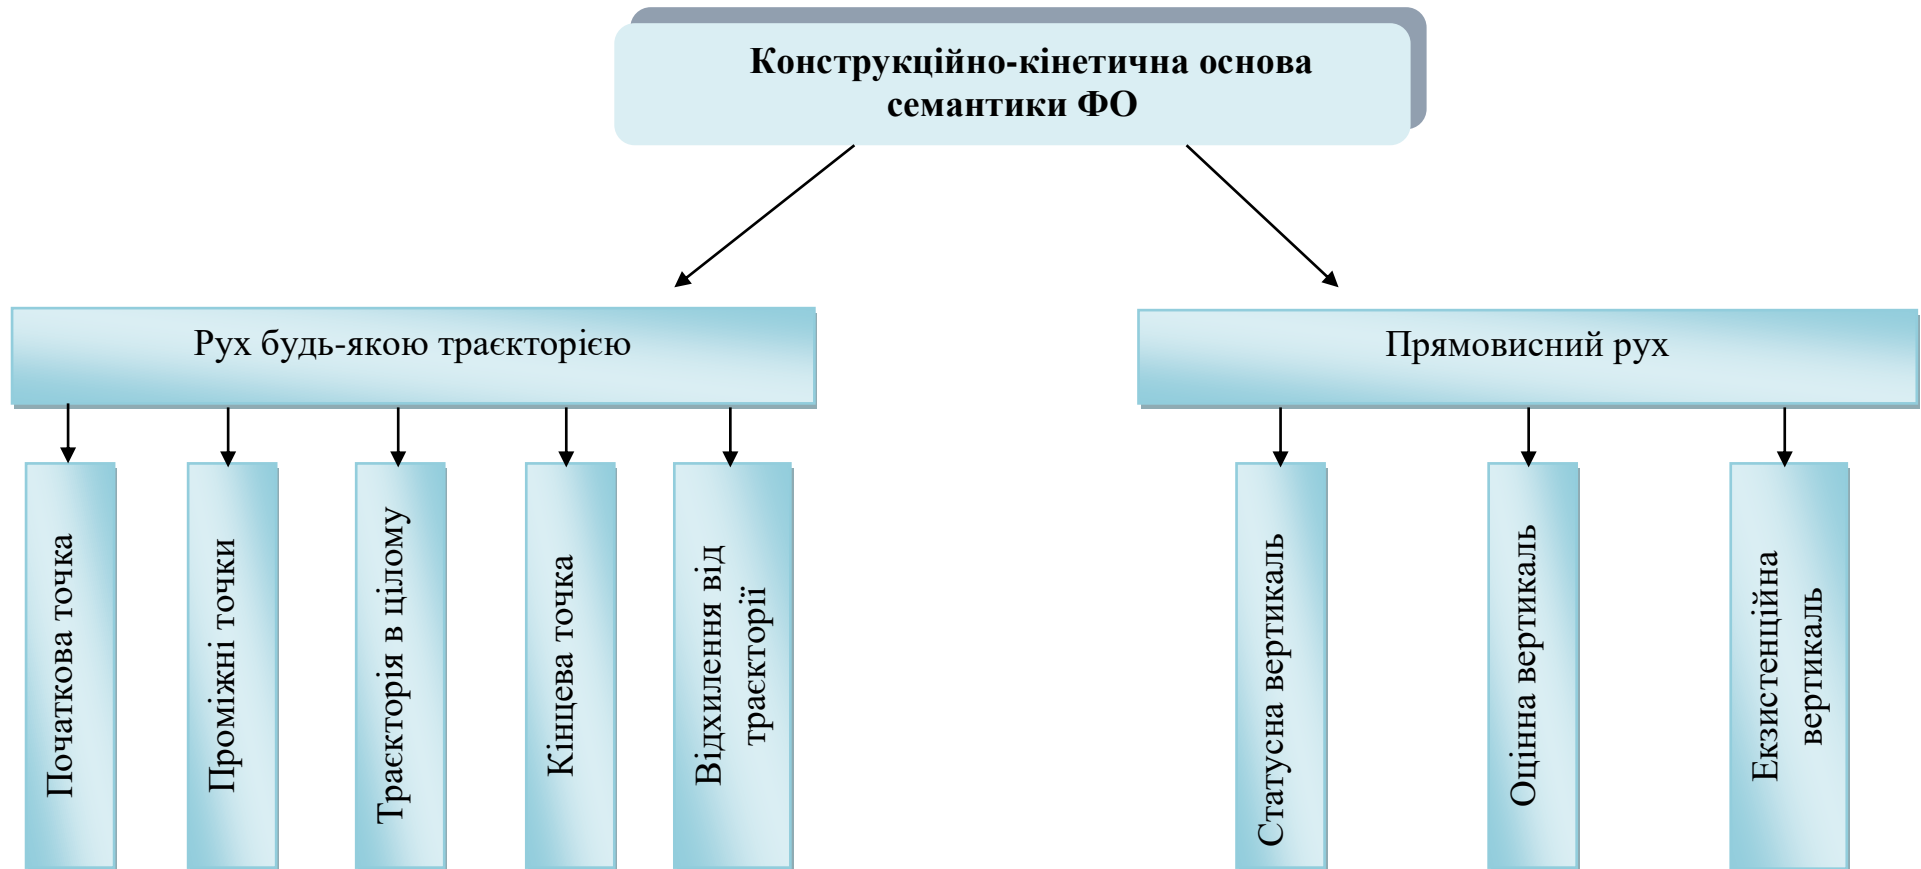 Конструкційно-кінетична основа
семантики ФО
Рух будь-якою траєкторією
Прямовисний рух
Початкова точка
Проміжні точки
Траєкторія в цілому
Кінцева точка
Відхилення від
траєкторії
Статусна вертикаль
Оцінна вертикаль
Екзистенційна
вертикаль